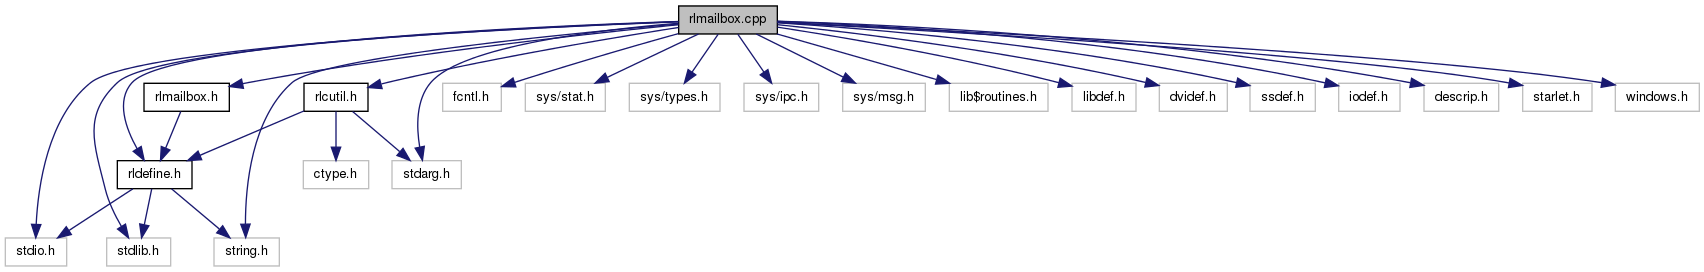 rlmailbox.cpp
rlmailbox.h
rlcutil.h
fcntl.h
sys/stat.h
sys/types.h
sys/ipc.h
sys/msg.h
lib$routines.h
libdef.h
dvidef.h
ssdef.h
iodef.h
descrip.h
starlet.h
windows.h
rldefine.h
ctype.h
stdarg.h
stdio.h
stdlib.h
string.h